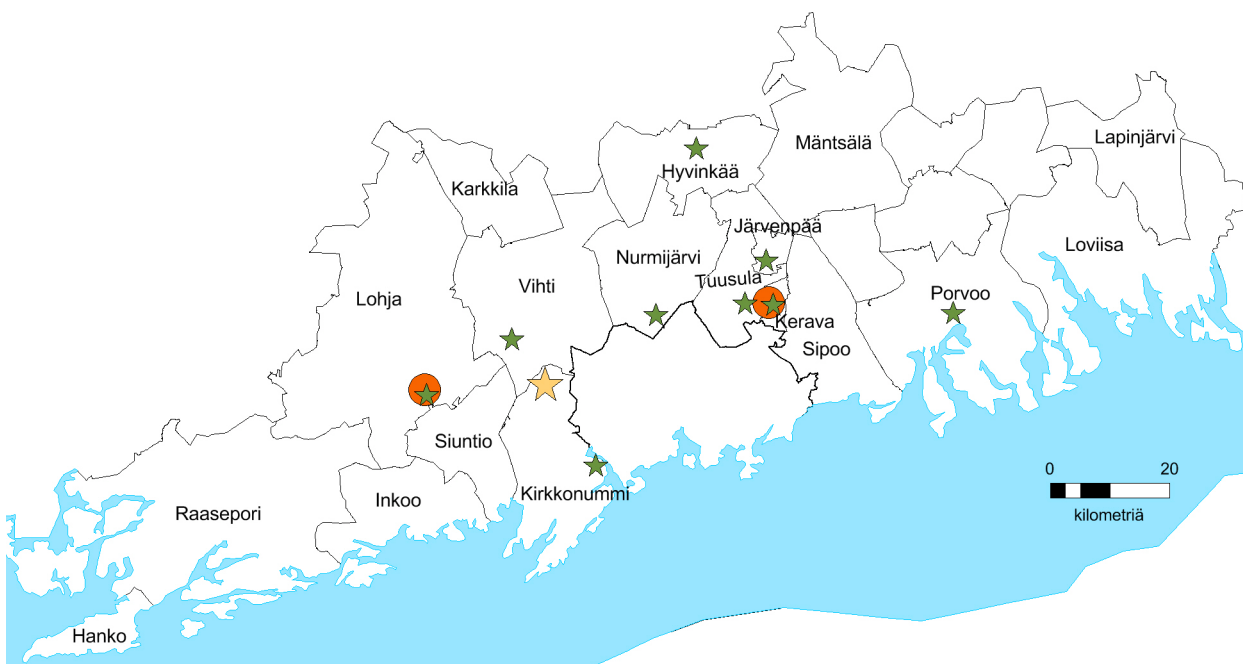 Lapinjärvi
Mäntsälä
Hyvinkää
Karkkila
Järvenpää
Loviisa
Nurmijärvi
Tuusula
Vihti
Porvoo
Lohja
Kerava
Sipoo
Siuntio
0 20
kilometriä
Kirkkonummi
Inkoo
Raasepori
Hanko